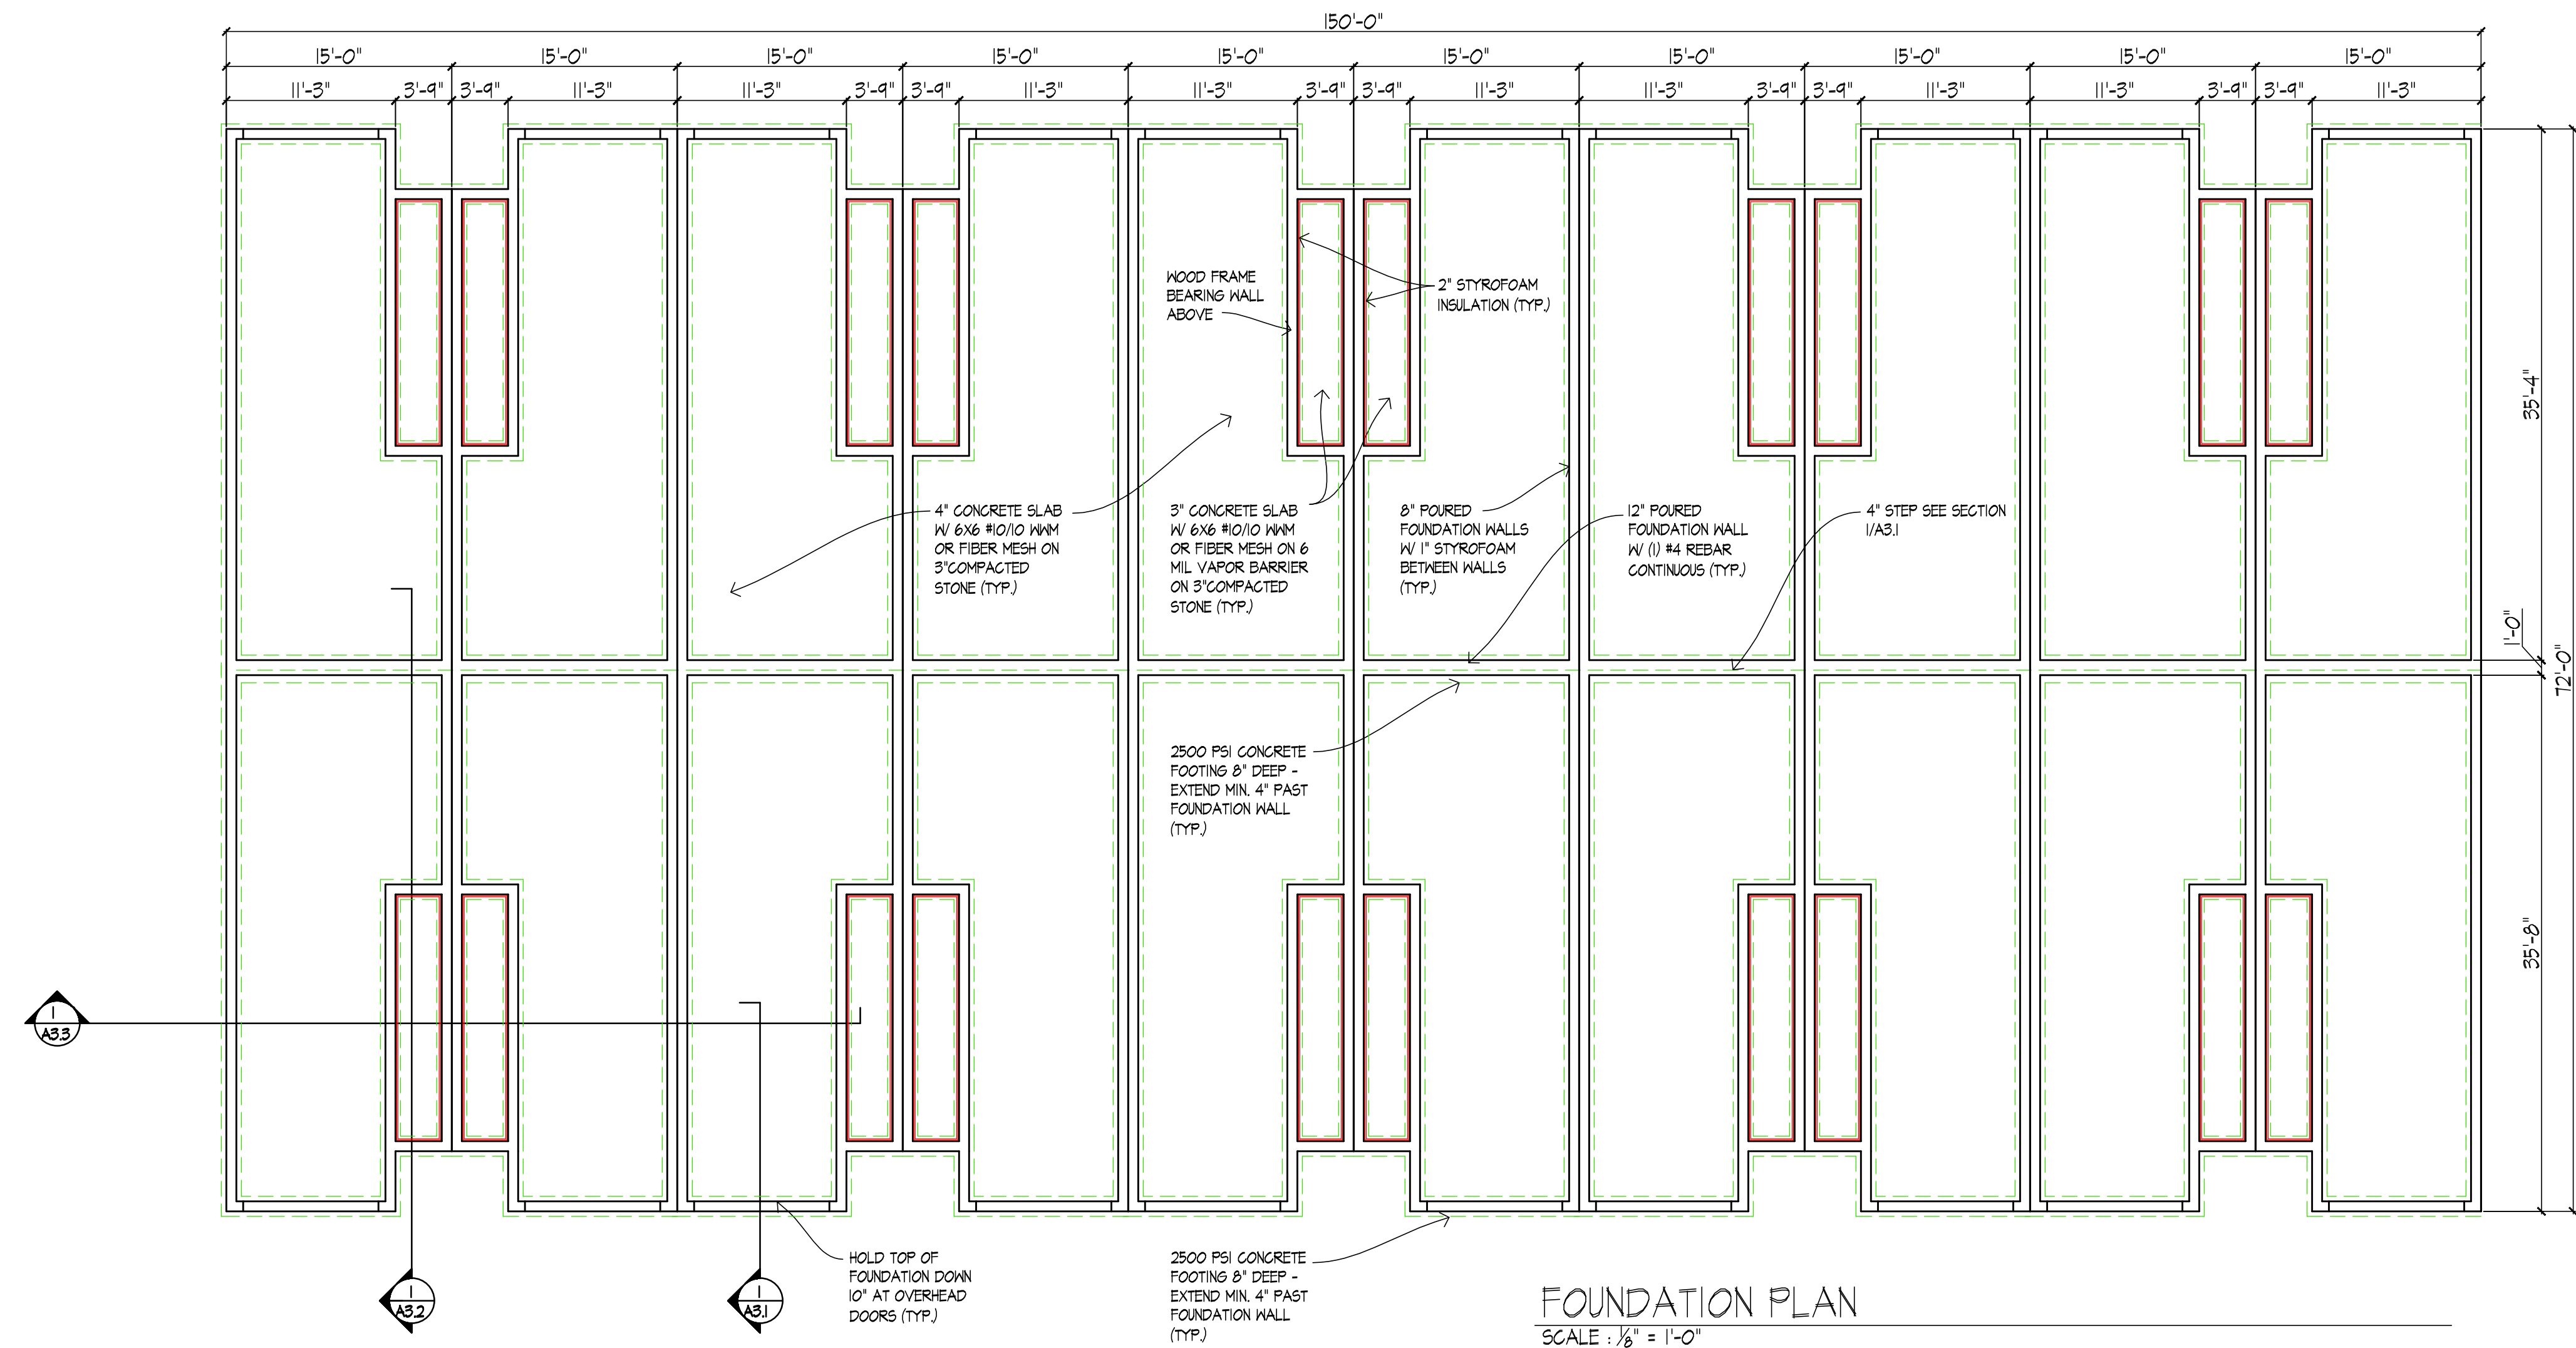 150'-0"
15'-0" 15'-0" 15'-0" 15'-0" 15'-0" 15'-0" 15'-0" 15'-0" 15'-0" 15'-0"
11'-3" 3'-9" 3'-9" 11'-3" 11'-3" 3'-9" 3'-9" 11'-3" 11'-3" 3'-9" 3'-9" 11'-3" 11'-3" 3'-9" 3'-9" 11'-3" 11'-3" 3'-9" 3'-9" 11'-3"
WOOD FRAME
BEARING WALL
ABOVE
2" STYROFOAM
INSULATION (TYP.)
35'-4"
4" CONCRETE SLAB
W/ 6X6 #10/10 WWM
OR FIBER MESH ON
3"COMPACTED
STONE (TYP.)
3" CONCRETE SLAB
W/ 6X6 #10/10 WWM
OR FIBER MESH ON 6
MIL VAPOR BARRIER
ON 3"COMPACTED
STONE (TYP.)
8" POURED
FOUNDATION WALLS
W/ 1" STYROFOAM
BETWEEN WALLS
(TYP.)
12" POURED
FOUNDATION WALL
W/ (1) #4 REBAR
CONTINUOUS (TYP.)
4" STEP SEE SECTION
1/A3.1
1'-0"
72'-0"
2500 PSI CONCRETE
FOOTING 8" DEEP -
EXTEND MIN. 4" PAST
FOUNDATION WALL
(TYP.)
35'-8"
1
A3.3
1
A3.2
1
A3.1
HOLD TOP OF
FOUNDATION DOWN
10" AT OVERHEAD
DOORS (TYP.)
2500 PSI CONCRETE
FOOTING 8" DEEP -
EXTEND MIN. 4" PAST
FOUNDATION WALL
(TYP.)
FOUNDATION PLAN
SCALE : 1/8" = 1'-0"